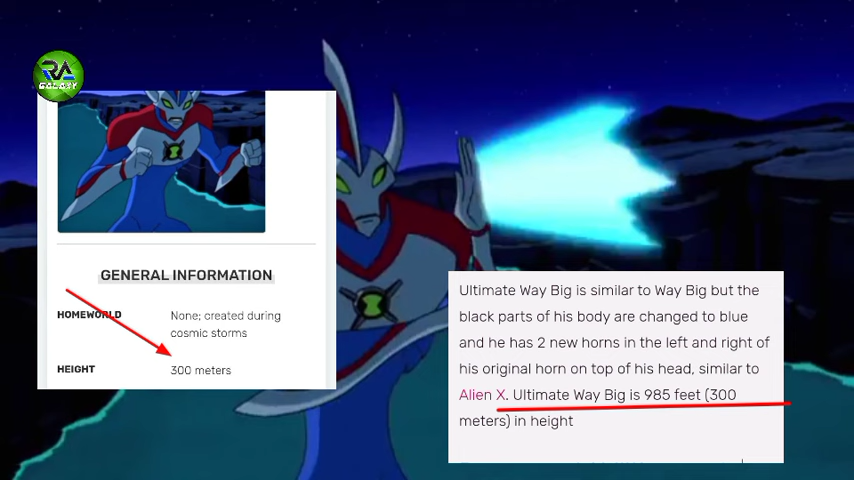 RA
GALAXY
GENERAL INFORMATION
HOMEWORLD
None; created during
cosmic storms
HEIGHT
300 meters
Ultimate Way Big is similar to Way Big but the
black parts of his body are changed to blue
and he has 2 new horns in the left and right of
his original horn on top of his head, similar to
Alien X. Ultimate Way Big is 985 feet (300
meters) in height